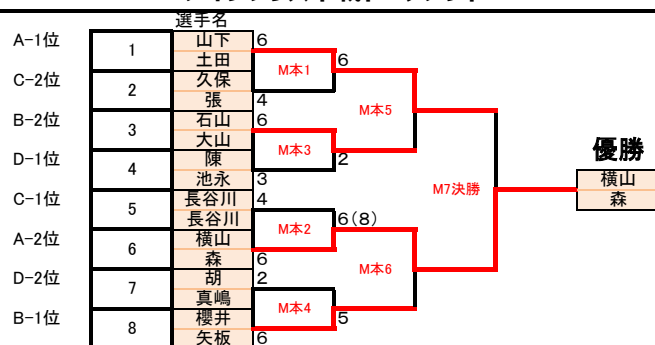 選手名
A-1位 1 山下 6
土田
M本1 6
C-2位 2 久保
張 4
M本5
B-2位 3 石山 6
大山
M本3 2
D-1位 4 陳
池永 3
優勝
横山
森
M7決勝
C-1位 5 長谷川 4
長谷川
M本2 6(8)
A-2位 6 横山
森 6
M本6
D-2位 7 胡 2
真嶋
M本4 5
B-1位 8 櫻井
矢板 6